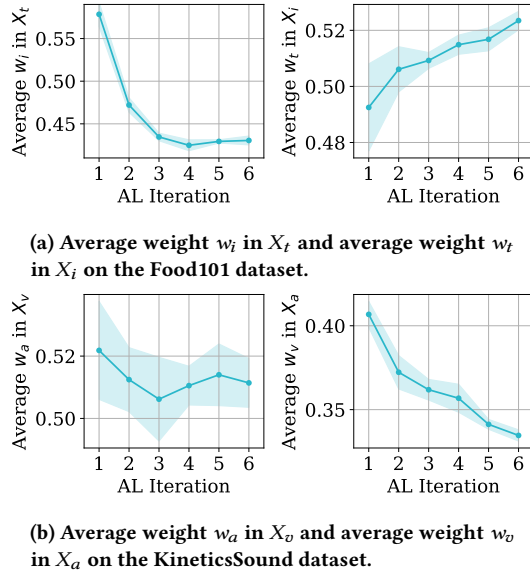 Average w_i in X_t
0.55
0.50
0.45
1 2 3 4 5 6
AL Iteration
Average w_t in X_i
0.52
0.50
0.48
1 2 3 4 5 6
AL Iteration
(a) Average weight w_i in X_t and average weight w_t
in X_i on the Food101 dataset.
Average w_a in X_v
0.52
0.50
1 2 3 4 5 6
AL Iteration
Average w_v in X_a
0.40
0.35
1 2 3 4 5 6
AL Iteration
(b) Average weight w_a in X_v and average weight w_v
in X_a on the KineticsSound dataset.